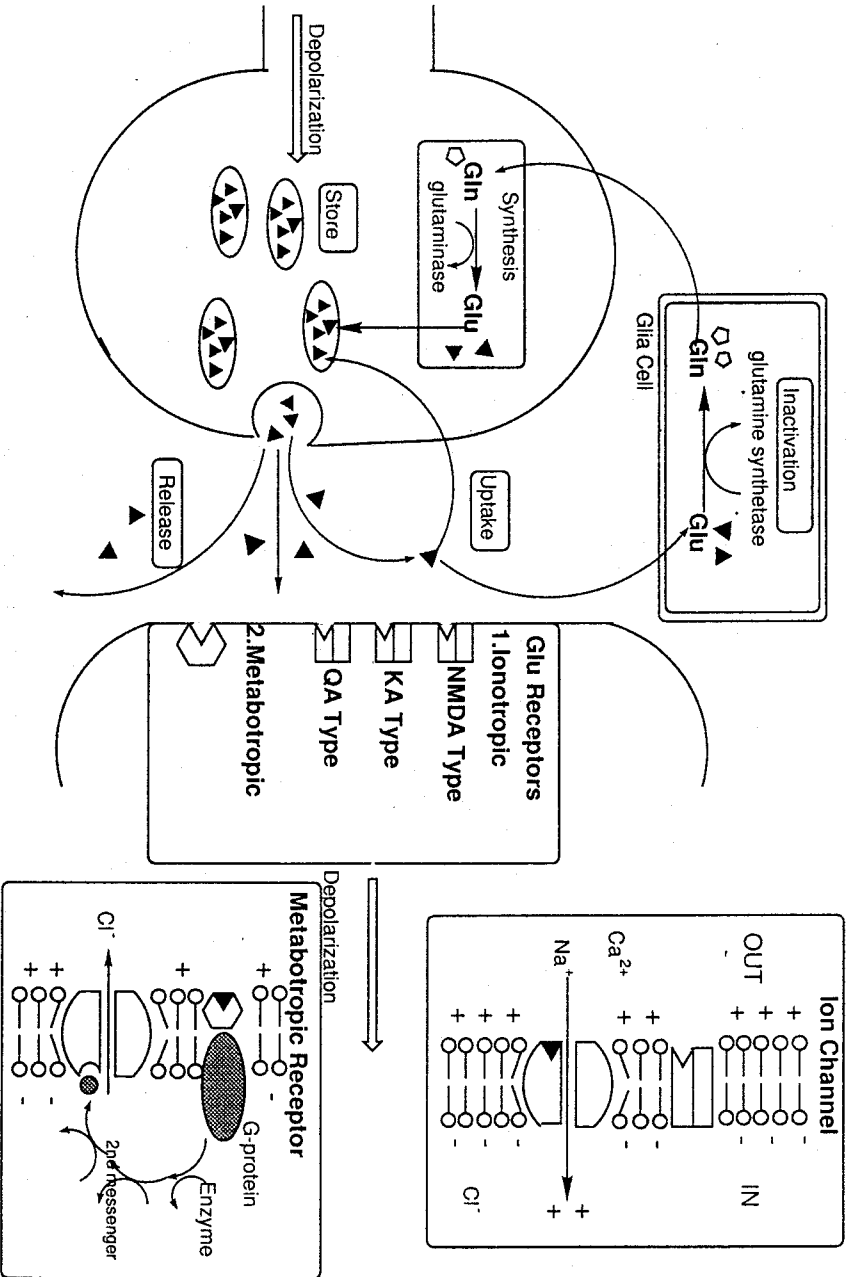 Depolarization
Synthesis
Gln
Glu
glutaminase
Store
Inactivation
glutamine synthetase
Gln
Glu
Glia Cell
Uptake
Release
Glu Receptors
1.Ionotropic
NMDA Type
KA Type
QA Type
2.Metabotropic
Depolarization
Ion Channel
OUT
IN
+ + +
- - -
Ca2+
+ +
- -
Na+
+ +
+ + +
- - -
Cl-
Metabotropic Receptor
+
-
G-protein
Enzyme
+
Cl-
2nd messenger
+ +
- -